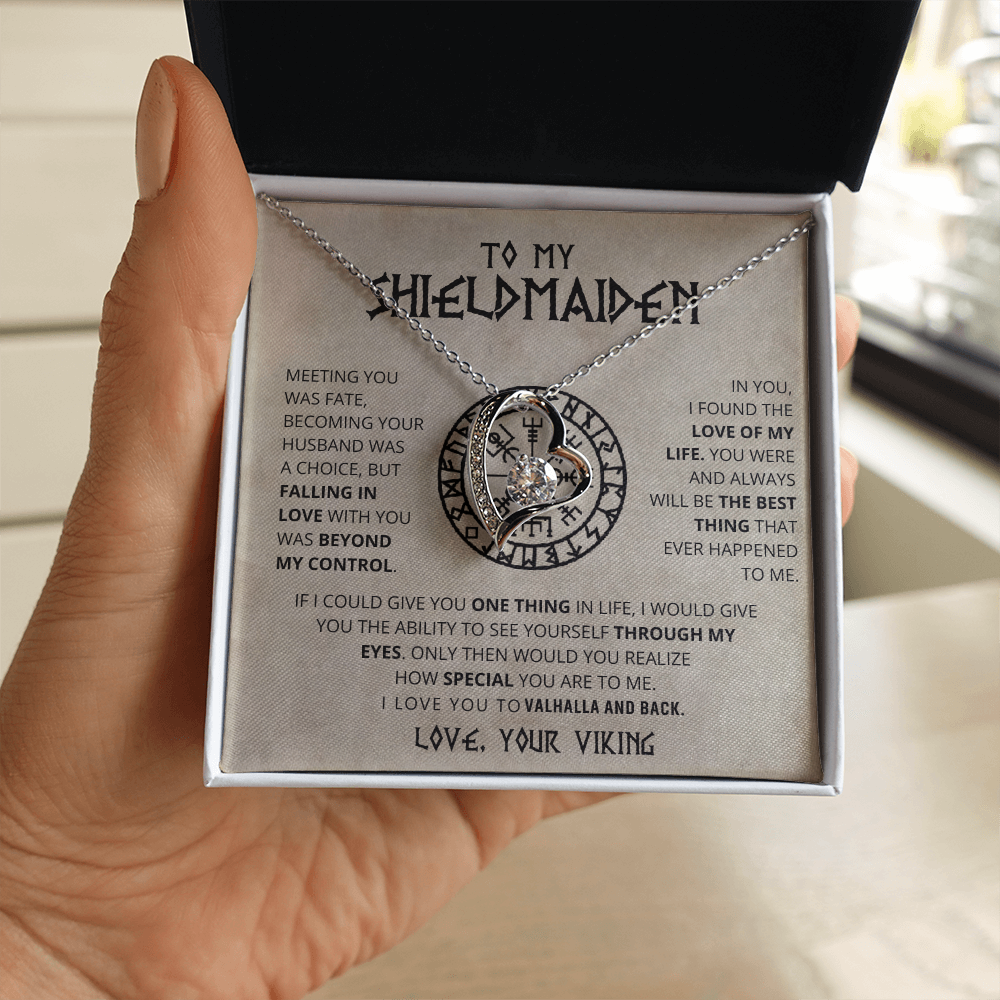 TO MY
SHIELDMAIDEN
MEETING YOU
WAS FATE,
BECOMING YOUR
HUSBAND WAS
A CHOICE, BUT
FALLING IN
LOVE WITH YOU
WAS BEYOND
MY CONTROL.
IN YOU,
I FOUND THE
LOVE OF MY
LIFE. YOU WERE
AND ALWAYS
WILL BE THE BEST
THING THAT
EVER HAPPENED
TO ME.
IF I COULD GIVE YOU ONE THING IN LIFE, I WOULD GIVE
YOU THE ABILITY TO SEE YOURSELF THROUGH MY
EYES. ONLY THEN WOULD YOU REALIZE
HOW SPECIAL YOU ARE TO ME.
I LOVE YOU TO VALHALLA AND BACK.
LOVE, YOUR VIKING